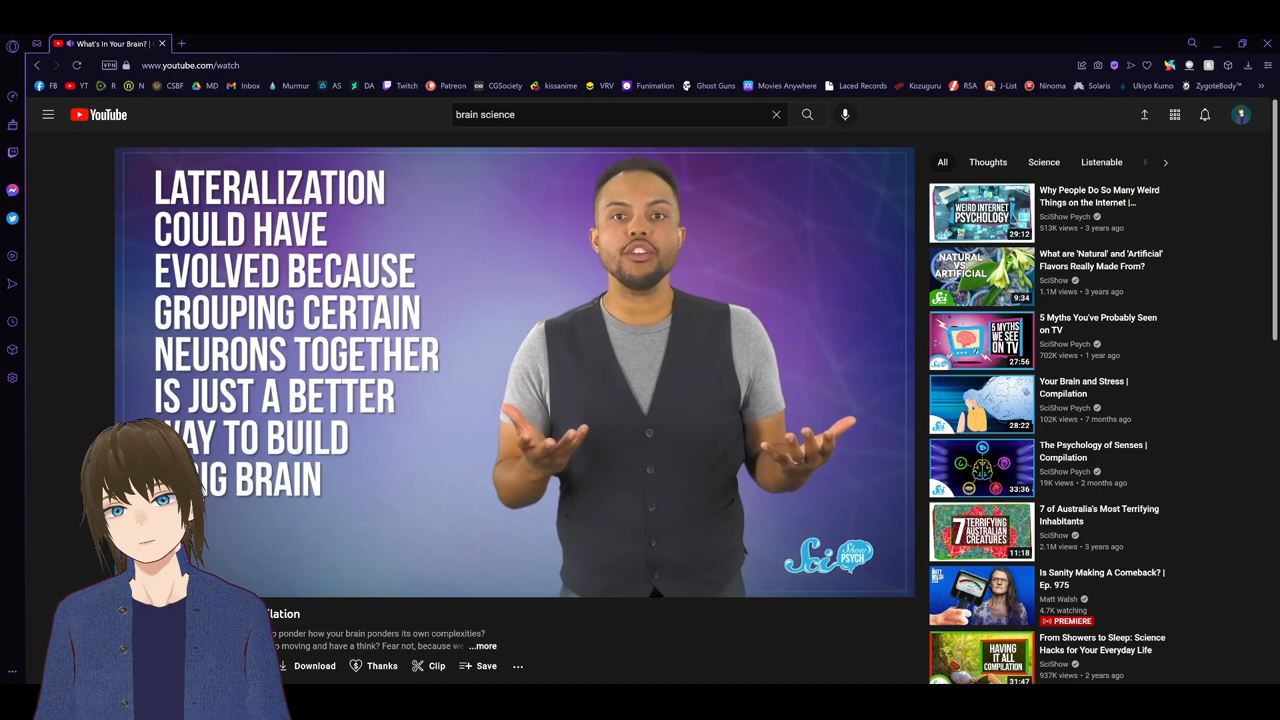 What's In Your Brain? |
VPN
www.youtube.com/watch
FB
YT
R
N
CSBF
MD
Inbox
Murmur
AS
DA
Twitch
Patreon
CGSociety
kissanime
VRV
Funimation
Ghost Guns
Movies Anywhere
Laced Records
Kozuguru
RSA
J-List
Ninoma
Solaris
Ukiyo Kumo
ZygoteBody™
YouTube
brain science
LATERALIZATION
COULD HAVE
EVOLVED BECAUSE
GROUPING CERTAIN
NEURONS TOGETHER
IS JUST A BETTER
WAY TO BUILD
BRAIN
Sci Show
PSYCH
All
Thoughts
Science
Listenable
WEIRD INTERNET
PSYCHOLOGY
29:12
Why People Do So Many Weird
Things on the Internet |...
SciShow Psych
513K views • 3 years ago
NATURAL
VS.
ARTIFICIAL
9:34
What are 'Natural' and 'Artificial'
Flavors Really Made From?
SciShow
1.1M views • 3 years ago
5 MYTHS
WE SEE
ON TV
27:56
5 Myths You've Probably Seen
on TV
SciShow Psych
702K views • 1 year ago
28:22
Your Brain and Stress |
Compilation
SciShow Psych
102K views • 7 months ago
33:36
The Psychology of Senses |
Compilation
SciShow Psych
19K views • 2 months ago
7 TERRIFYING
AUSTRALIAN
CREATURES
11:18
7 of Australia's Most Terrifying
Inhabitants
SciShow
2.1M views • 3 years ago
MATT
WALSH
Is Sanity Making A Comeback? |
Ep. 975
Matt Walsh
4.7K watching
PREMIERE
HAVING
IT ALL
COMPILATION
31:47
From Showers to Sleep: Science
Hacks for Your Everyday Life
SciShow
937K views • 2 years ago
ilation
o ponder how your brain ponders its own complexities?
o moving and have a think? Fear not, because we
...more
Download
Thanks
Clip
Save